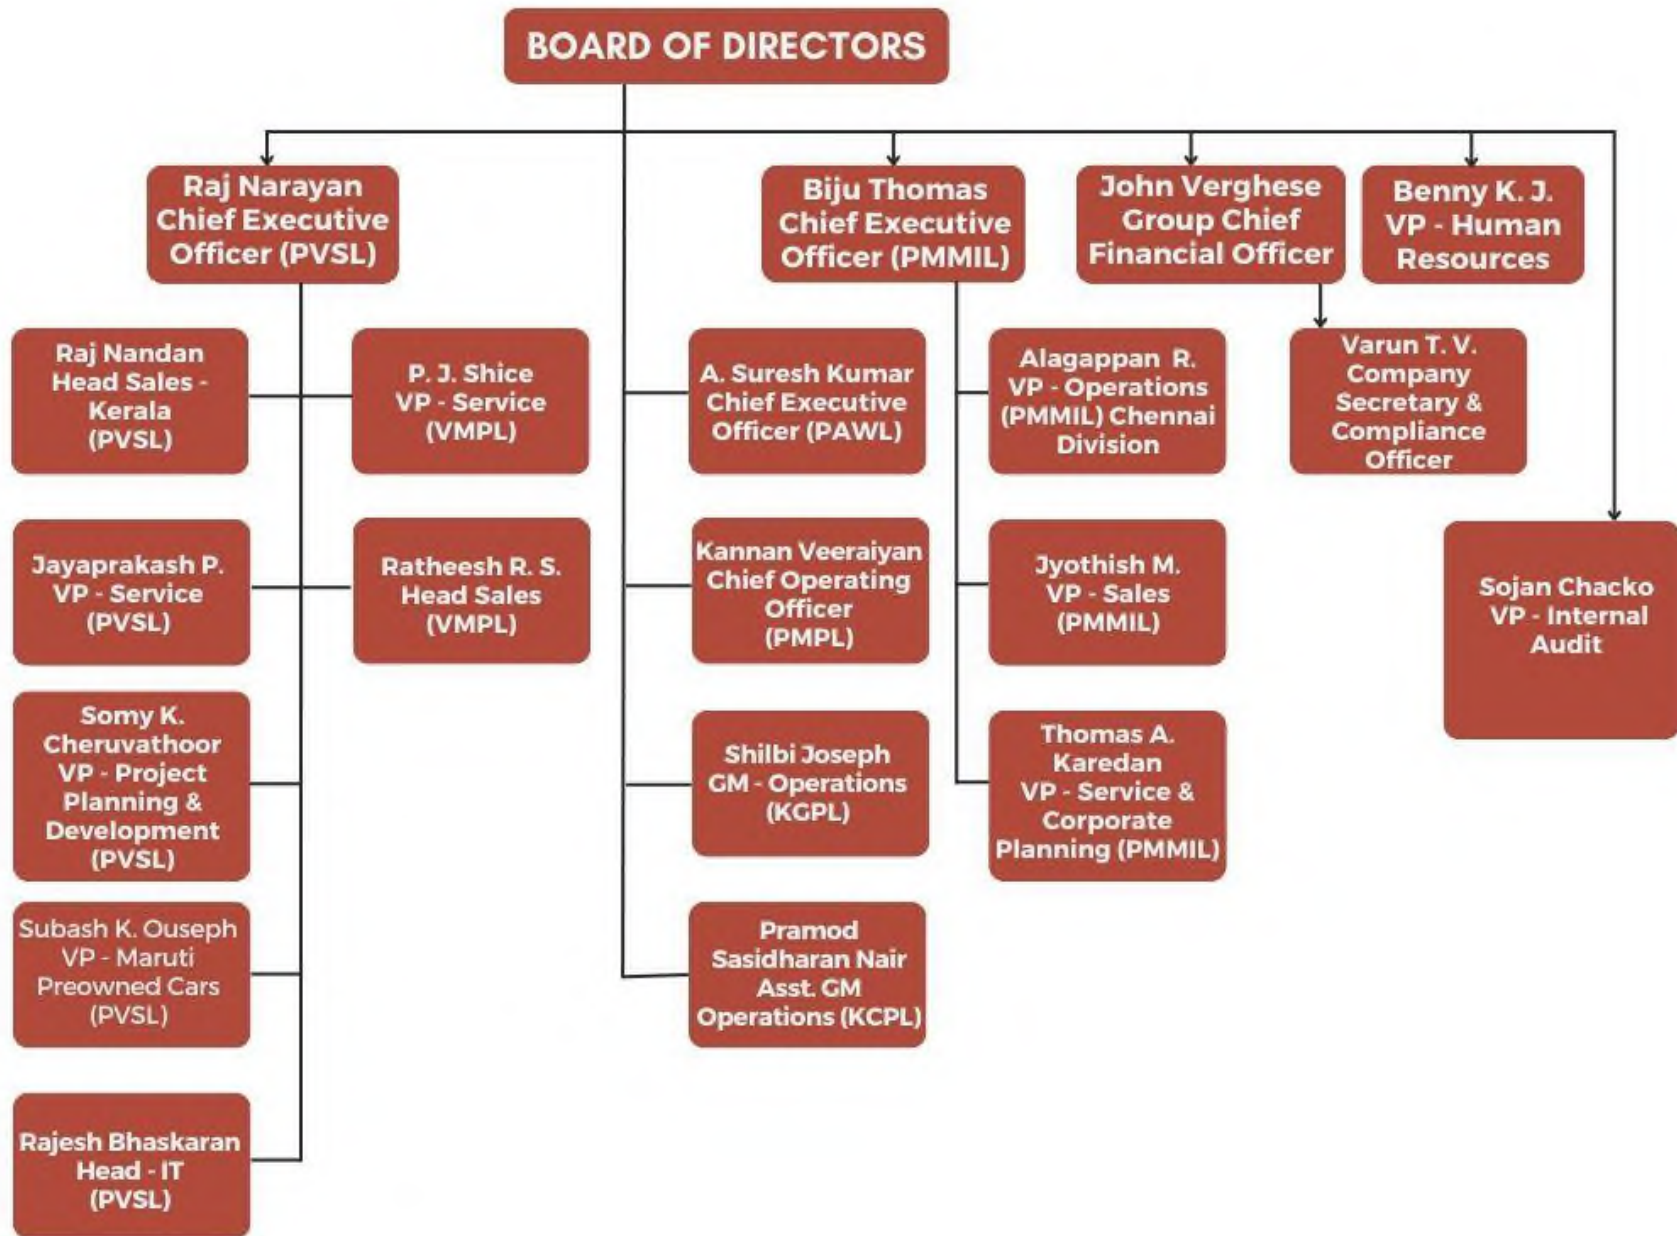 BOARD OF DIRECTORS
Raj Narayan
Chief Executive
Officer (PVSL)
Biju Thomas
Chief Executive
Officer (PMMIL)
John Verghese
Group Chief
Financial Officer
Benny K. J.
VP - Human
Resources
Raj Nandan
Head Sales -
Kerala
(PVSL)
P. J. Shice
VP - Service
(VMPL)
A. Suresh Kumar
Chief Executive
Officer (PAWL)
Alagappan R.
VP - Operations
(PMMIL) Chennai
Division
Varun T. V.
Company
Secretary &
Compliance
Officer
Jayaprakash P.
VP - Service
(PVSL)
Ratheesh R. S.
Head Sales
(VMPL)
Kannan Veeraiyan
Chief Operating
Officer
(PMPL)
Jyothish M.
VP - Sales
(PMMIL)
Sojan Chacko
VP - Internal
Audit
Somy K.
Cheruvathoor
VP - Project
Planning &
Development
(PVSL)
Shilbi Joseph
GM - Operations
(KGPL)
Thomas A.
Karedan
VP - Service &
Corporate
Planning (PMMIL)
Subash K. Ouseph
VP - Maruti
Preowned Cars
(PVSL)
Pramod
Sasidharan Nair
Asst. GM
Operations (KCPL)
Rajesh Bhaskaran
Head - IT
(PVSL)